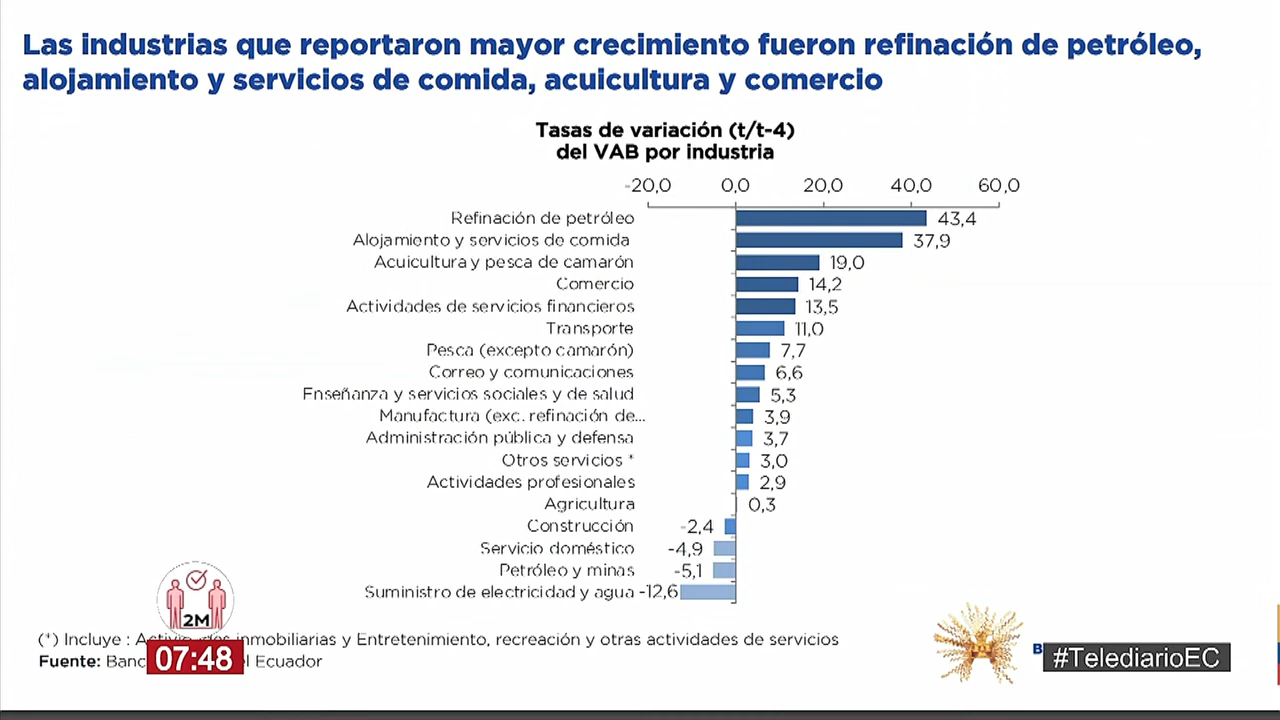 Las industrias que reportaron mayor crecimiento fueron refinación de petróleo,
alojamiento y servicios de comida, acuicultura y comercio
Tasas de variación (t/t-4)
del VAB por industria
-20,0 0,0 20,0 40,0 60,0
Refinación de petróleo 43,4
Alojamiento y servicios de comida 37,9
Acuicultura y pesca de camarón 19,0
Comercio 14,2
Actividades de servicios financieros 13,5
Transporte 11,0
Pesca (excepto camarón) 7,7
Correo y comunicaciones 6,6
Enseñanza y servicios sociales y de salud 5,3
Manufactura (exc. refinación de... 3,9
Administración pública y defensa 3,7
Otros servicios * 3,0
Actividades profesionales 2,9
Agricultura 0,3
Construcción -2,4
Servicio doméstico -4,9
Petróleo y minas -5,1
Suministro de electricidad y agua -12,6
2M
(*) Incluye : inmobiliarias y Entretenimiento, recreación y otras actividades de servicios
Fuente: Ecuador
07:48
B
#TelediarioEC